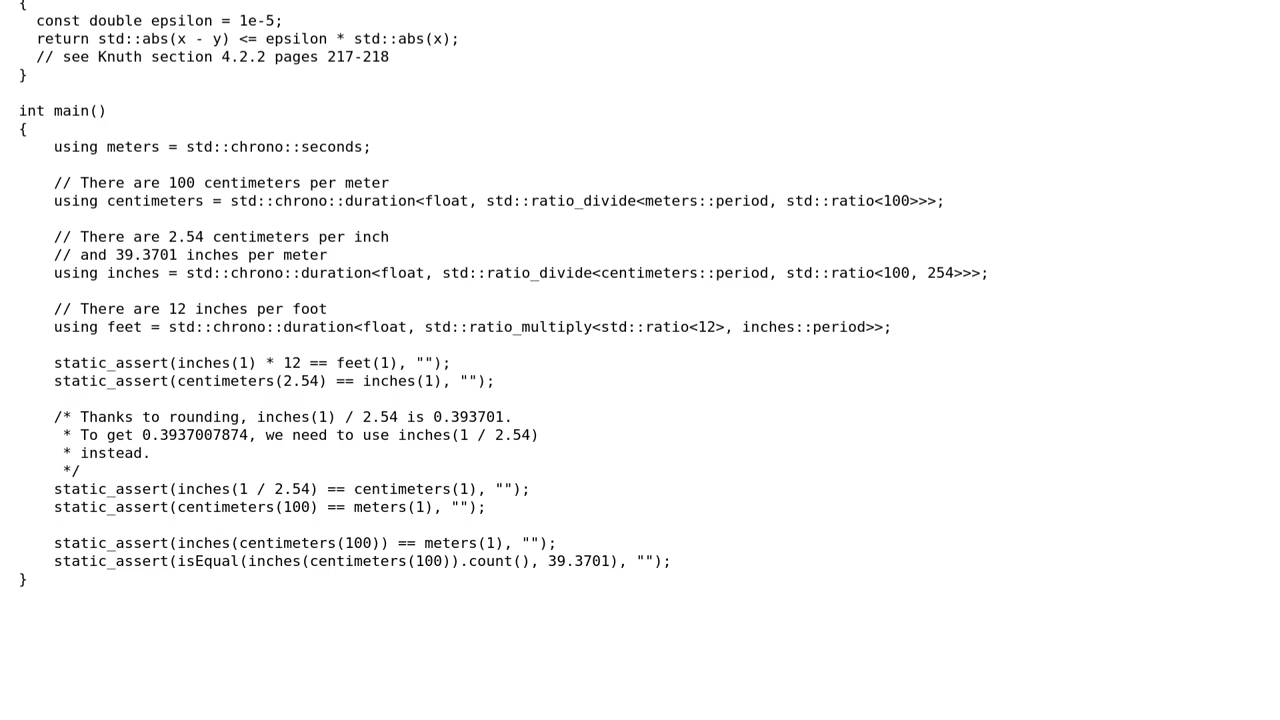 {
  const double epsilon = 1e-5;
  return std::abs(x - y) <= epsilon * std::abs(x);
  // see Knuth section 4.2.2 pages 217-218
}

int main()
{
    using meters = std::chrono::seconds;

    // There are 100 centimeters per meter
    using centimeters = std::chrono::duration<float, std::ratio_divide<meters::period, std::ratio<100>>>;

    // There are 2.54 centimeters per inch
    // and 39.3701 inches per meter
    using inches = std::chrono::duration<float, std::ratio_divide<centimeters::period, std::ratio<100, 254>>>;

    // There are 12 inches per foot
    using feet = std::chrono::duration<float, std::ratio_multiply<std::ratio<12>, inches::period>>;

    static_assert(inches(1) * 12 == feet(1), "");
    static_assert(centimeters(2.54) == inches(1), "");

    /* Thanks to rounding, inches(1) / 2.54 is 0.393701.
     * To get 0.3937007874, we need to use inches(1 / 2.54)
     * instead.
     */
    static_assert(inches(1 / 2.54) == centimeters(1), "");
    static_assert(centimeters(100) == meters(1), "");

    static_assert(inches(centimeters(100)) == meters(1), "");
    static_assert(isEqual(inches(centimeters(100)).count(), 39.3701), "");
}